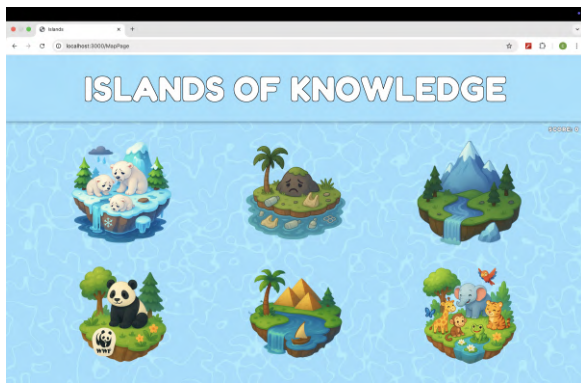 Islands
localhost:3000/MapPage
ISLANDS OF KNOWLEDGE
SCORE: 0
WWF